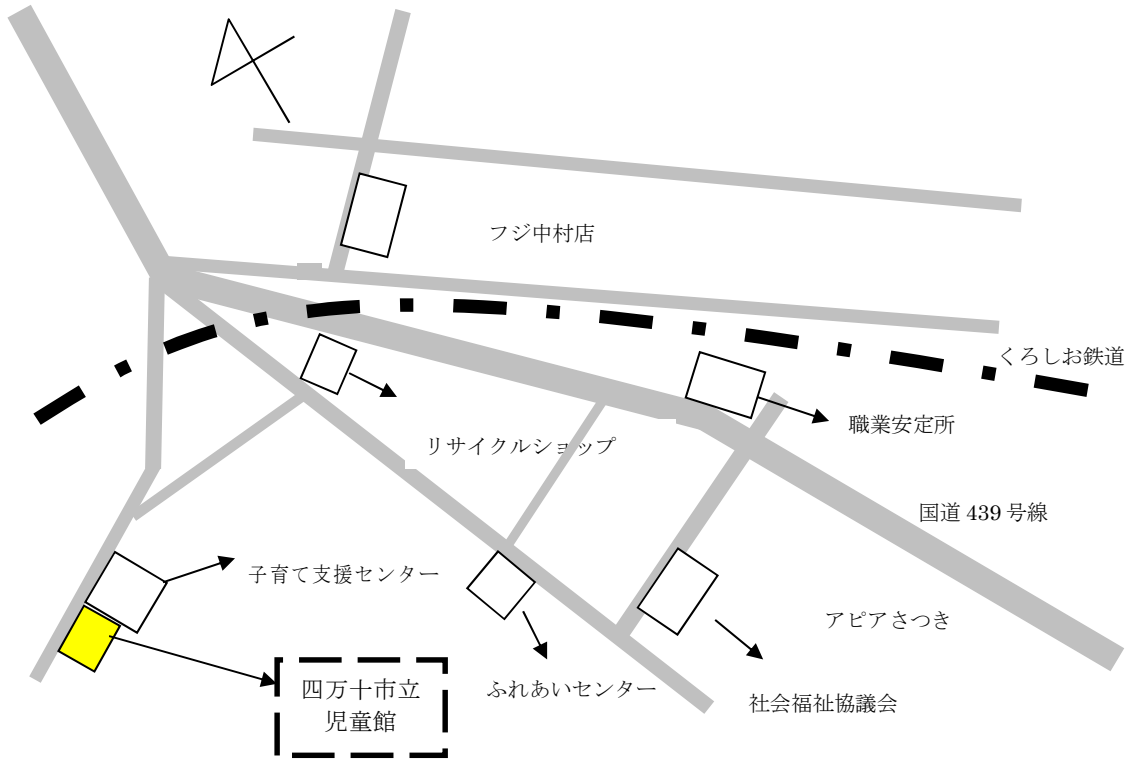 フジ中村店
くろしお鉄道
職業安定所
リサイクルショップ
国道 439 号線
子育て支援センター
アピアさつき
四万十市立
児童館
ふれあいセンター
社会福祉協議会